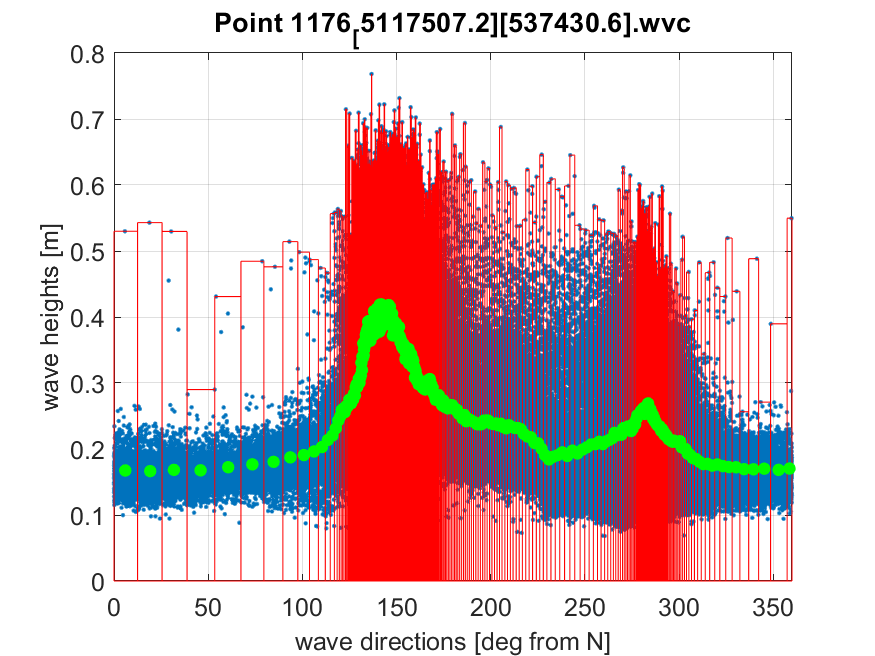 Point 1176[5117507.2][537430.6].wvc
0.8
0.7
0.6
0.5
0.4
0.3
0.2
0.1
0
wave heights [m]
0 50 100 150 200 250 300 350
wave directions [deg from N]